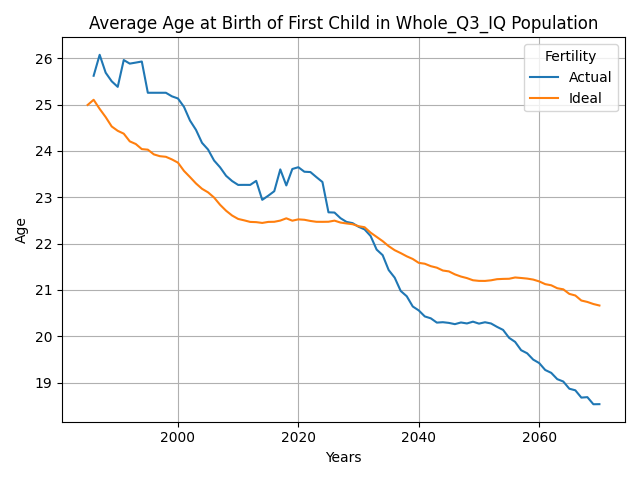 Average Age at Birth of First Child in Whole_Q3_IQ Population
Fertility
Actual
Ideal
Age
26
25
24
23
22
21
20
19
2000 2020 2040 2060
Years